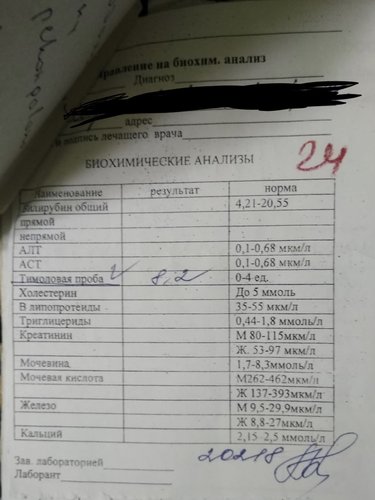 правление на биохим. анализ
Диагноз
адрес
подпись лечащего врача
БИОХИМИЧЕСКИЕ АНАЛИЗЫ
24
наименование результат норма
Билирубин общий 4,21-20,55
прямой
непрямой
АЛТ 0,1-0,68 мкм/л
АСТ 0,1-0,68 мкм/л
Тимоловая проба 8,2 0-4 ед.
Холестерин До 5 ммоль
В липопротеиды 35-55 мкм/л
Триглицериды 0,44-1,8 ммоль/л
Креатинин М 80-115мкм/л
Ж. 53-97 мкм/л
Мочевина 1,7-8,3ммоль/л
Мочевая кислота М262-462мкм/л
Ж 137-393мкм/л
Железо М 9,5-29,9мкм/л
Ж 8,8-27мкм/л
Кальций 2,15-2,5 ммоль/л
Зав. лабораторией
Лаборант